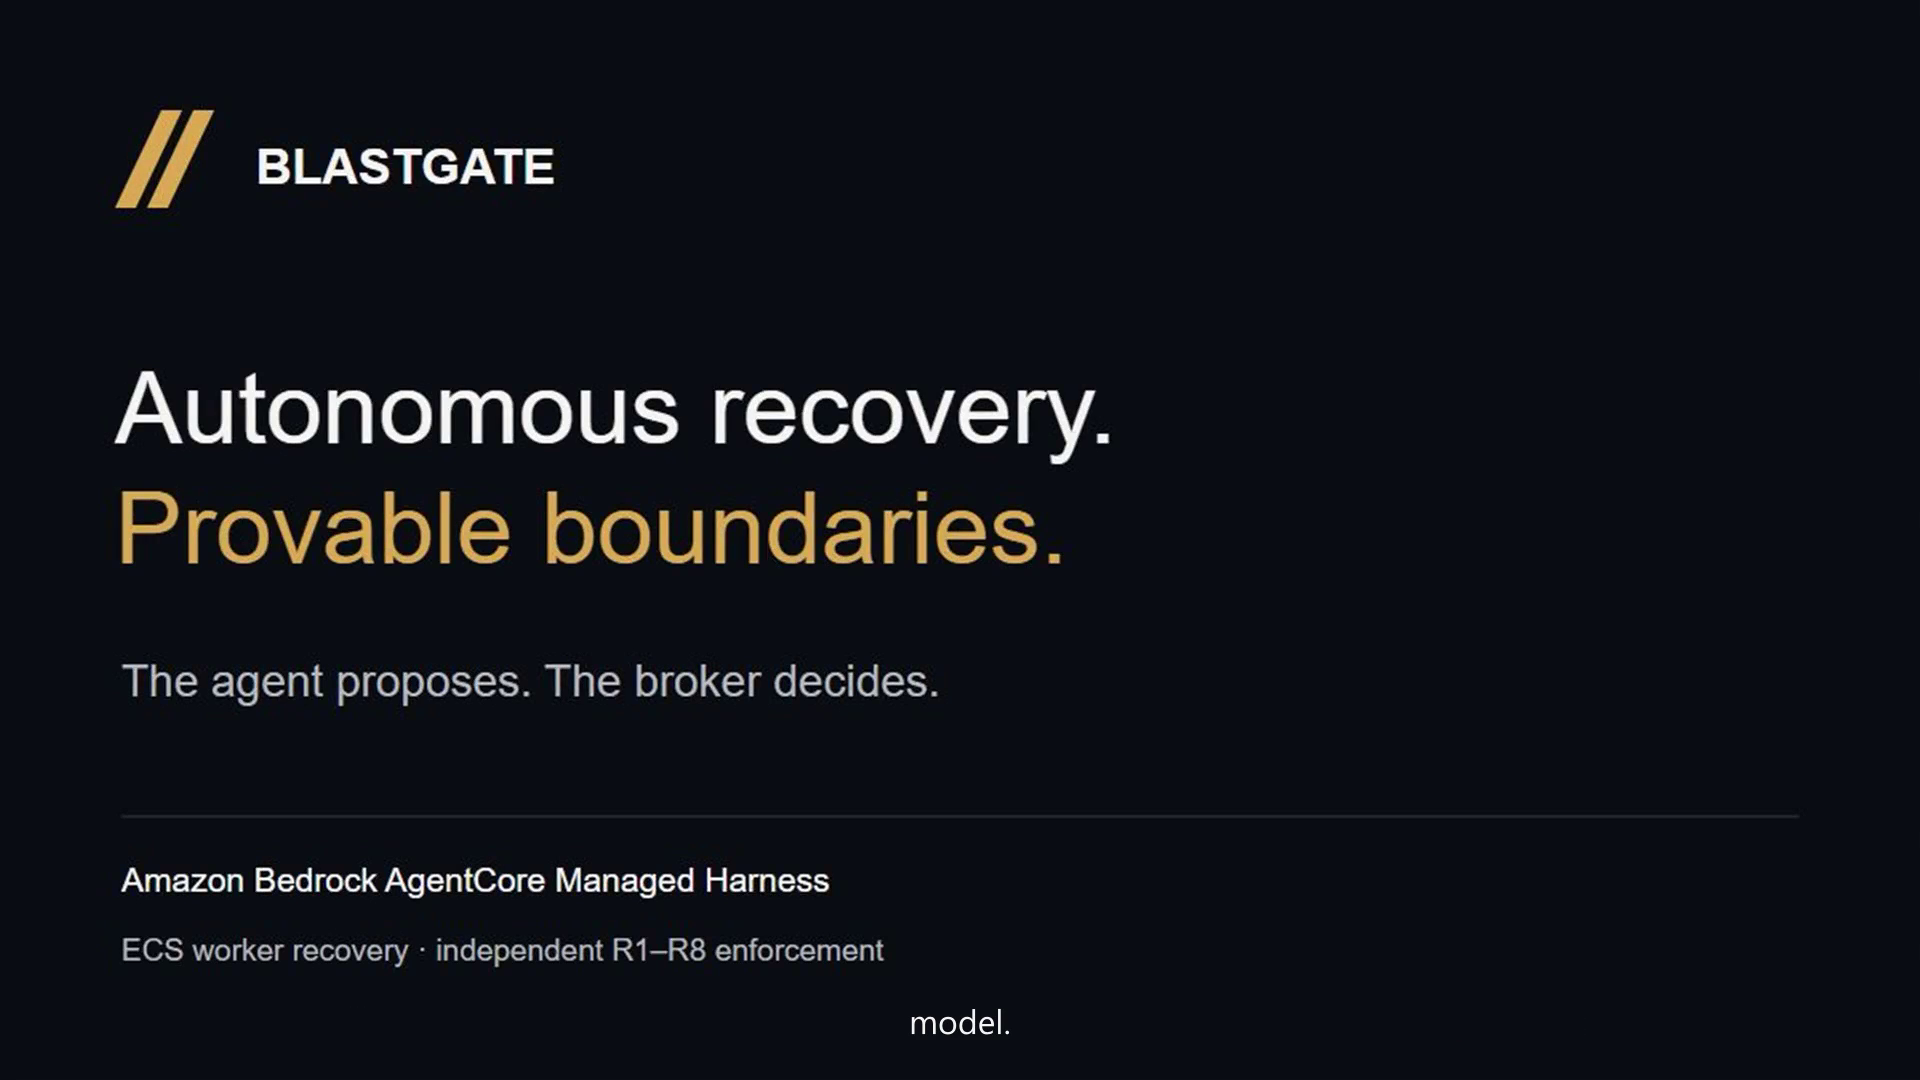 BLASTGATE
Autonomous recovery.
Provable boundaries.
The agent proposes. The broker decides.
Amazon Bedrock AgentCore Managed Harness
ECS worker recovery · independent R1–R8 enforcement
model.